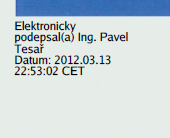 Elektronicky
podepsal(a) Ing. Pavel
Tesař
Datum: 2012.03.13
22:53:02 CET